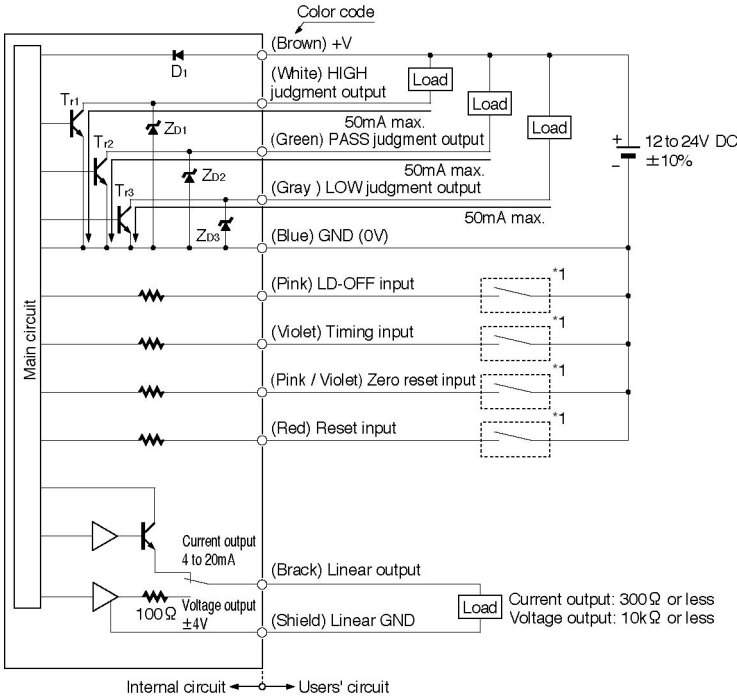 Color code
(Brown) +V
D1
(White) HIGH
judgment output
Load
Tr1
ZD1
50mA max.
Load
Tr2
(Green) PASS judgment output
Load
12 to 24V DC
±10%
+
−
ZD2
50mA max.
Tr3
(Gray ) LOW judgment output
50mA max.
ZD3
(Blue) GND (0V)
Main circuit
(Pink) LD-OFF input
*1
(Violet) Timing input
*1
(Pink / Violet) Zero reset input
*1
(Red) Reset input
*1
Current output
4 to 20mA
(Brack) Linear output
100Ω
Voltage output
±4V
Load
Current output: 300Ω or less
Voltage output: 10kΩ or less
(Shield) Linear GND
Internal circuit
Users' circuit